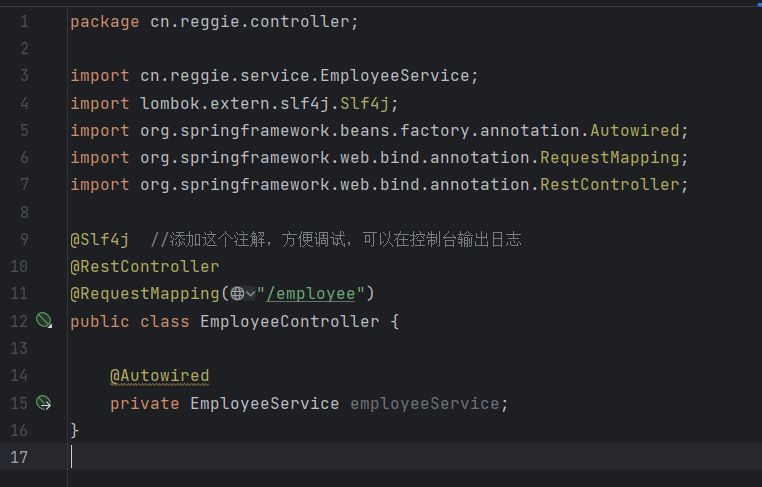 1 package cn.reggie.controller;
2
3 import cn.reggie.service.EmployeeService;
4 import lombok.extern.slf4j.Slf4j;
5 import org.springframework.beans.factory.annotation.Autowired;
6 import org.springframework.web.bind.annotation.RequestMapping;
7 import org.springframework.web.bind.annotation.RestController;
8
9 @Slf4j  //添加这个注解，方便调试，可以在控制台输出日志
10 @RestController
11 @RequestMapping("/employee")
12 public class EmployeeController {
13
14     @Autowired
15     private EmployeeService employeeService;
16 }
17